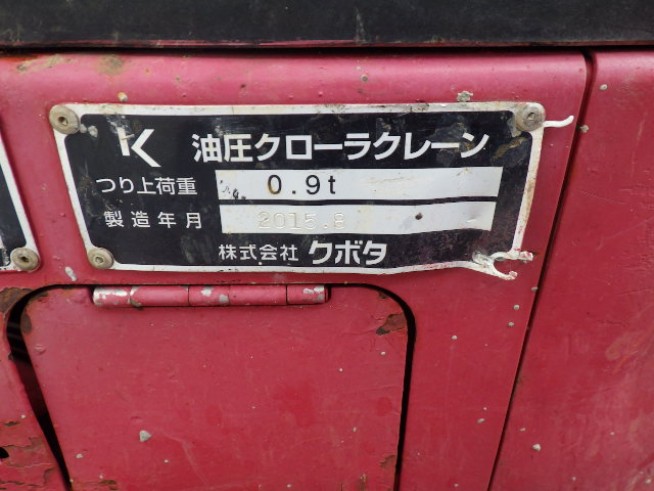 K 油圧クローラクレーン
つり上荷重 0.9t
製造年月 2015.8
株式会社 クボタ